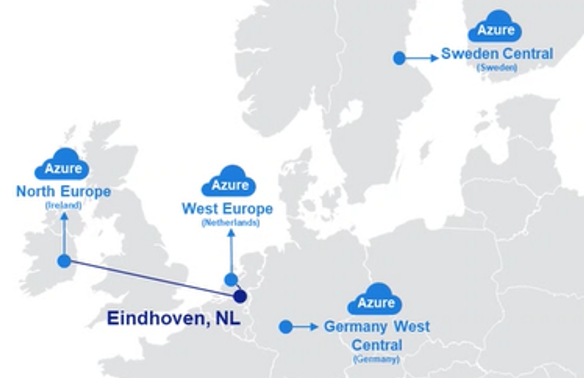 Azure
Sweden Central
(Sweden)
Azure
North Europe
(Ireland)
Azure
West Europe
(Netherlands)
Eindhoven, NL
Azure
Germany West
Central
(Germany)